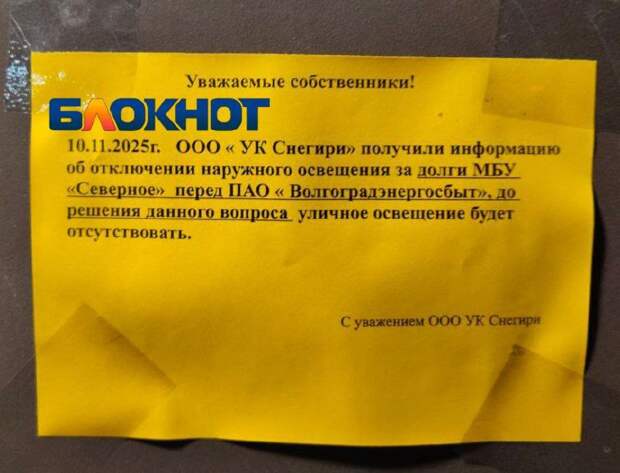 Уважаемые собственники!
БЛОКНОТ
10.11.2025г. ООО « УК Снегири» получили информацию
об отключении наружного освещения за долги МБУ
«Северное» перед ПАО « Волгоградэнергосбыт». до
решения данного вопроса уличное освещение будет
отсутствовать.
С уважением ООО УК Снегири